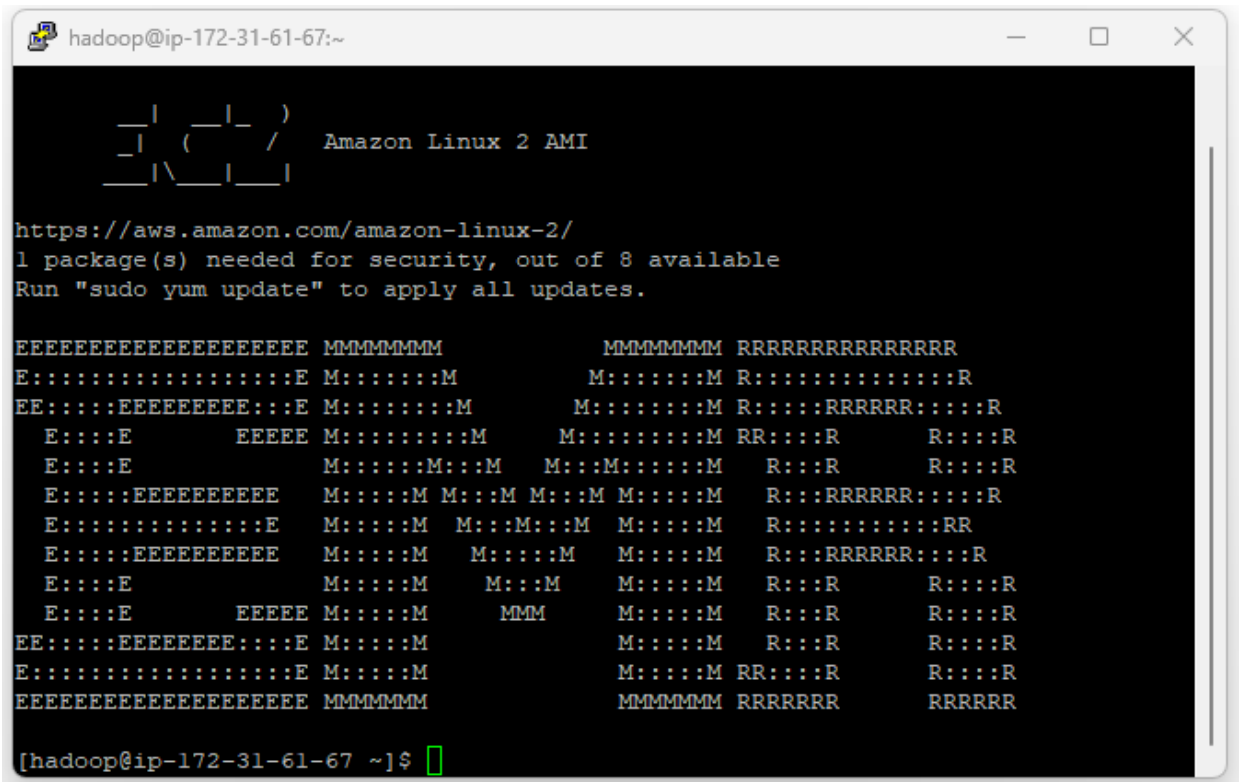 hadoop@ip-172-31-61-67:~
       __|  __|_  )
       _|  (     /   Amazon Linux 2 AMI
      ___|\___|___|
https://aws.amazon.com/amazon-linux-2/
1 package(s) needed for security, out of 8 available
Run "sudo yum update" to apply all updates.
EEEEEEEEEEEEEEEEEEEE MMMMMMMM           MMMMMMMM RRRRRRRRRRRRRRR
E::::::::::::::::::E M:::::::M         M:::::::M R::::::::::::::R
EE:::::EEEEEEEEE:::E M::::::::M       M::::::::M R:::::RRRRRR:::::R
  E::::E       EEEEE M:::::::::M     M:::::::::M RR::::R      R::::R
  E::::E             M::::::M:::M   M:::M::::::M   R:::R      R::::R
  E:::::EEEEEEEEEE   M:::::M M:::M M:::M M:::::M   R:::RRRRRR:::::R
  E::::::::::::::E   M:::::M  M:::M:::M  M:::::M   R:::::::::::RR
  E:::::EEEEEEEEEE   M:::::M   M:::::M   M:::::M   R:::RRRRRR::::R
  E::::E             M:::::M    M:::M    M:::::M   R:::R      R::::R
  E::::E       EEEEE M:::::M     MMM     M:::::M   R:::R      R::::R
EE:::::EEEEEEEE::::E M:::::M             M:::::M   R:::R      R::::R
E::::::::::::::::::E M:::::M             M:::::M RR::::R      R::::R
EEEEEEEEEEEEEEEEEEEE MMMMMMM             MMMMMMM RRRRRRR      RRRRRR
[hadoop@ip-172-31-61-67 ~]$